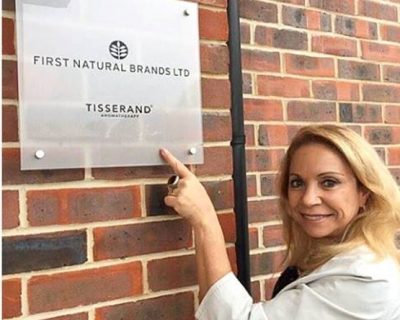 FIRST NATURAL BRANDS LTD
TISSERAND®
AROMATHERAPY